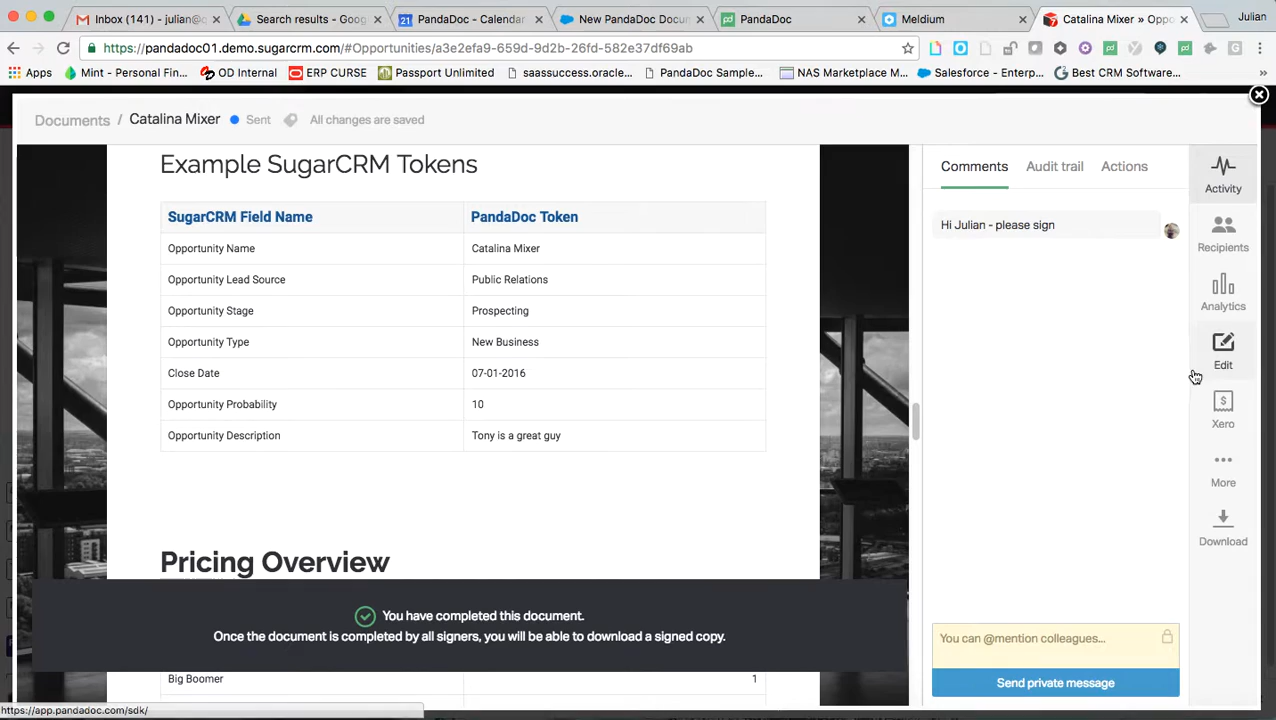 Inbox (141) - julian@
Search results - googl
PandaDoc - Calendar
New PandaDoc Docum
PandaDoc
Meldium
Catalina Mixer » Oppo
Julian
https://pandadoc01.demo.sugarcrm.com/#Opportunities/a3e2efa9-659d-9d2b-26fd-582e37df69ab
Apps
Mint - Personal Fin...
OD Internal
ERP CURSE
Passport Unlimited
saassuccess.oracle...
PandaDoc Sample...
NAS Marketplace M...
Salesforce - Enterp...
Best CRM Software...
Documents / Catalina Mixer Sent All changes are saved
Example SugarCRM Tokens
SugarCRM Field Name PandaDoc Token
Opportunity Name Catalina Mixer
Opportunity Lead Source Public Relations
Opportunity Stage Prospecting
Opportunity Type New Business
Close Date 07-01-2016
Opportunity Probability 10
Opportunity Description Tony is a great guy
Pricing Overview
You have completed this document.
Once the document is completed by all signers, you will be able to download a signed copy.
Big Boomer 1
https://app.pandadoc.com/sdk/
Comments Audit trail Actions
Hi Julian - please sign
You can @mention colleagues...
Send private message
Activity
Recipients
Analytics
Edit
Xero
More
Download